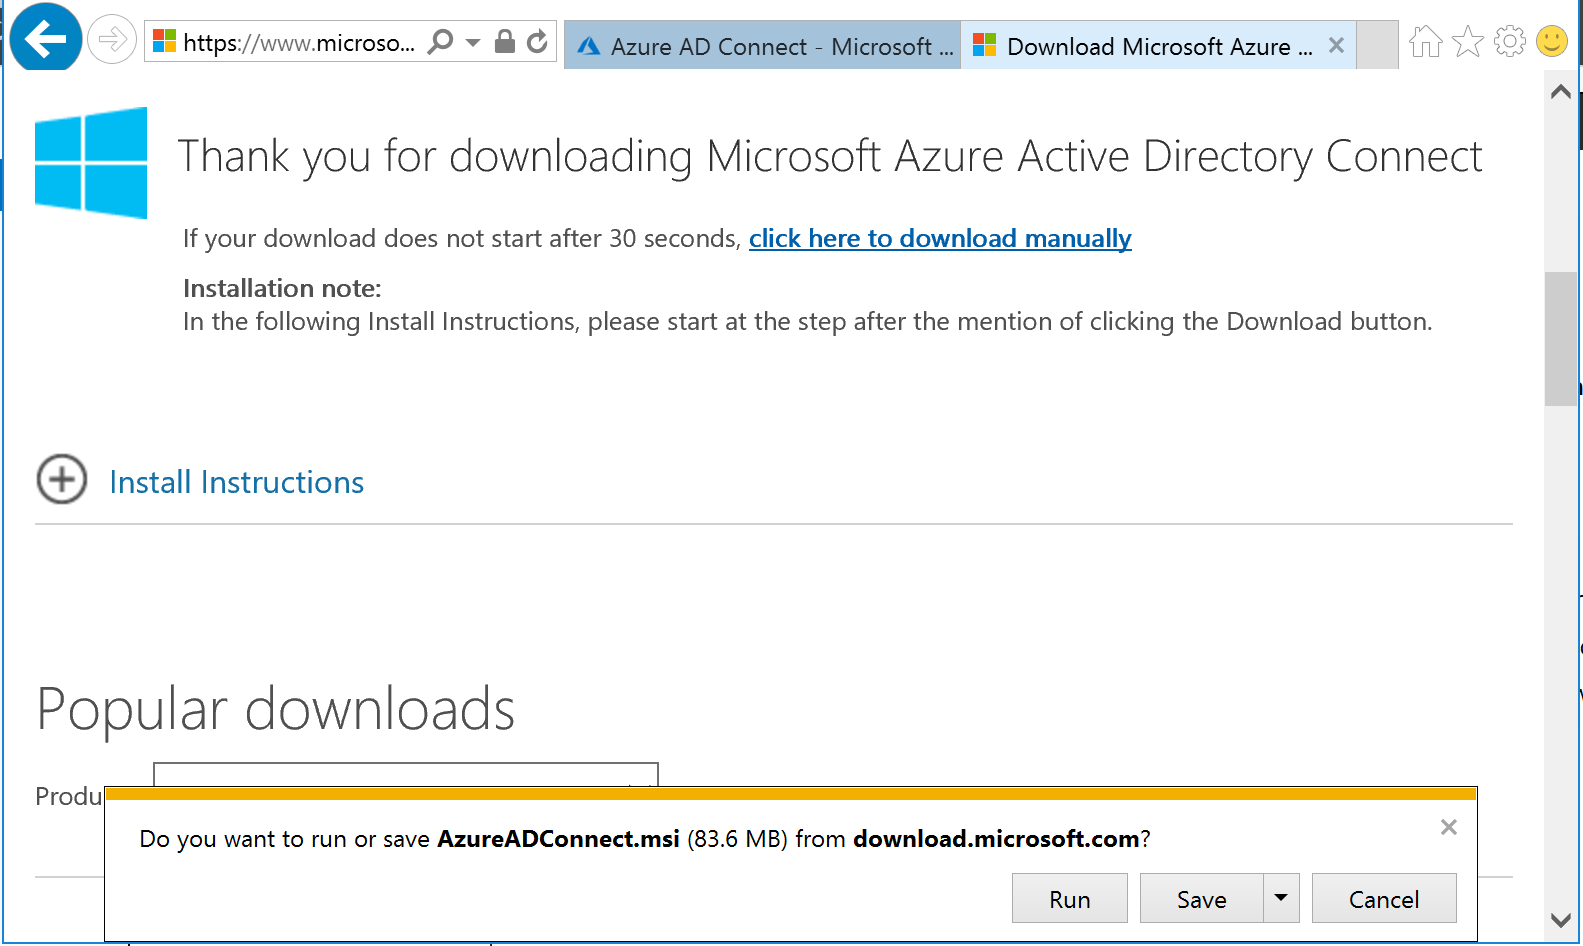 https://www.microso...
Azure AD Connect - Microsoft ...
Download Microsoft Azure ...
Thank you for downloading Microsoft Azure Active Directory Connect
If your download does not start after 30 seconds, click here to download manually
Installation note:
In the following Install Instructions, please start at the step after the mention of clicking the Download button.
Install Instructions
Popular downloads
Produ
Do you want to run or save AzureADConnect.msi (83.6 MB) from download.microsoft.com?
Run
Save
Cancel